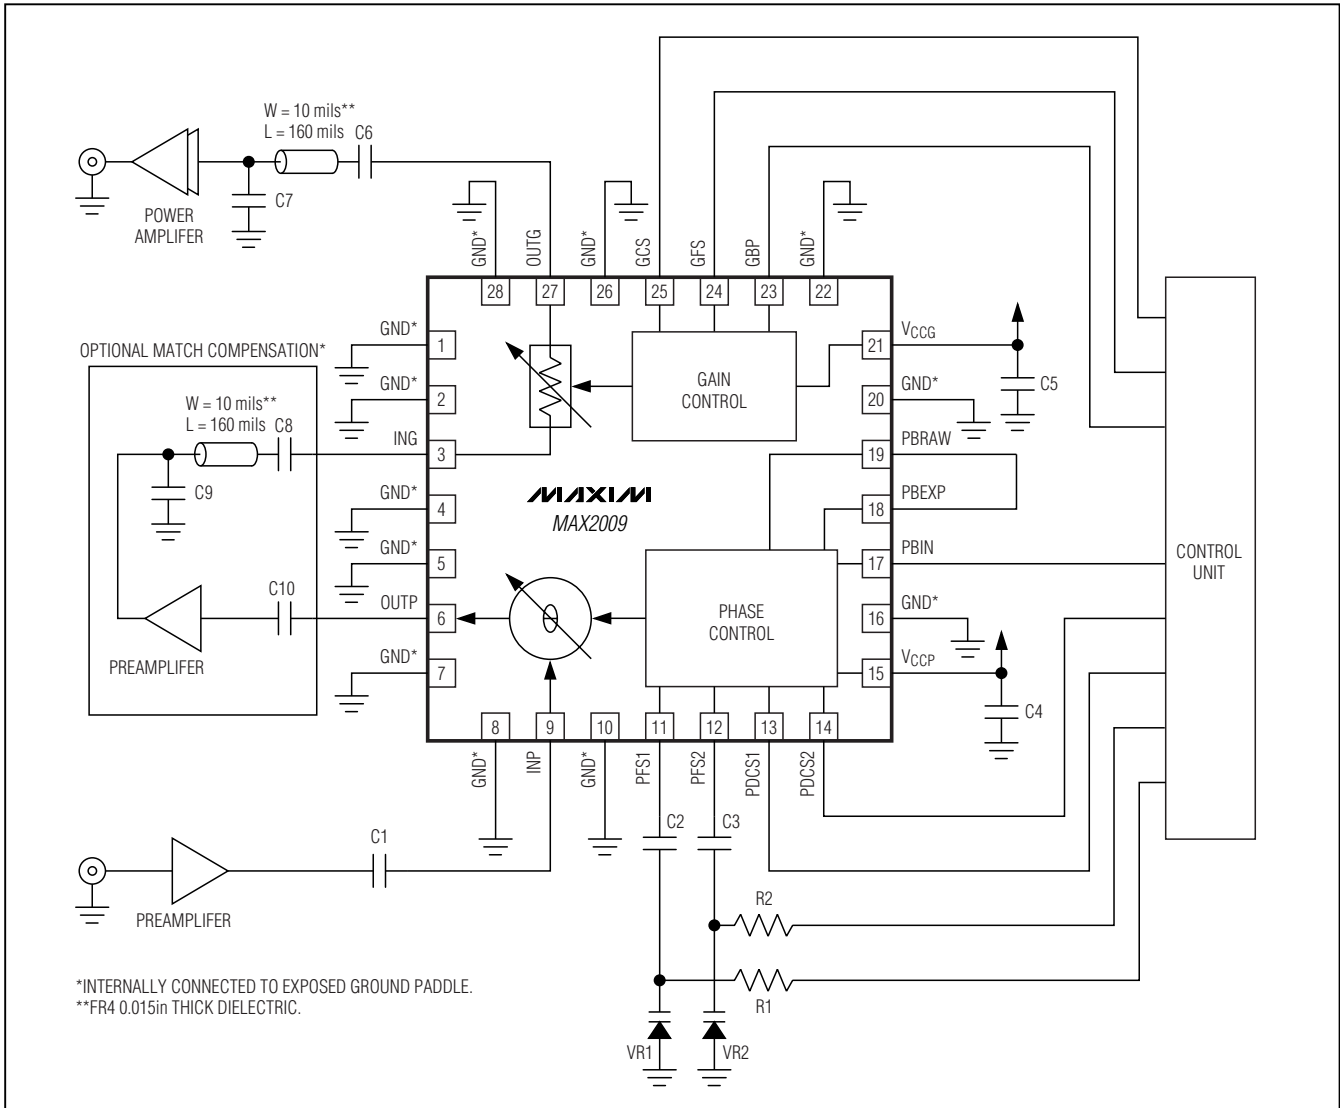 W = 10 mils**
L = 160 mils C6
C7
POWER
AMPLIFER
GND*
OUTG
GND*
GCS
GFS
GBP
GND*
28
27
26
25
24
23
22
OPTIONAL MATCH COMPENSATION*
W = 10 mils**
L = 160 mils C8
C9
C10
PREAMPLIFER
GND*
1
GND*
2
ING
3
GND*
4
GND*
5
OUTP
6
GND*
7
GAIN
CONTROL
MAXIM
MAX2009
PHASE
CONTROL
21
VCCG
C5
20
GND*
19
PBRAW
18
PBEXP
17
PBIN
16
GND*
15
VCCP
C4
CONTROL
UNIT
8
9
10
11
12
13
14
GND*
INP
GND*
PFS1
PFS2
PDCS1
PDCS2
C1
C2
C3
PREAMPLIFER
R2
R1
VR1
VR2
*INTERNALLY CONNECTED TO EXPOSED GROUND PADDLE.
**FR4 0.015in THICK DIELECTRIC.